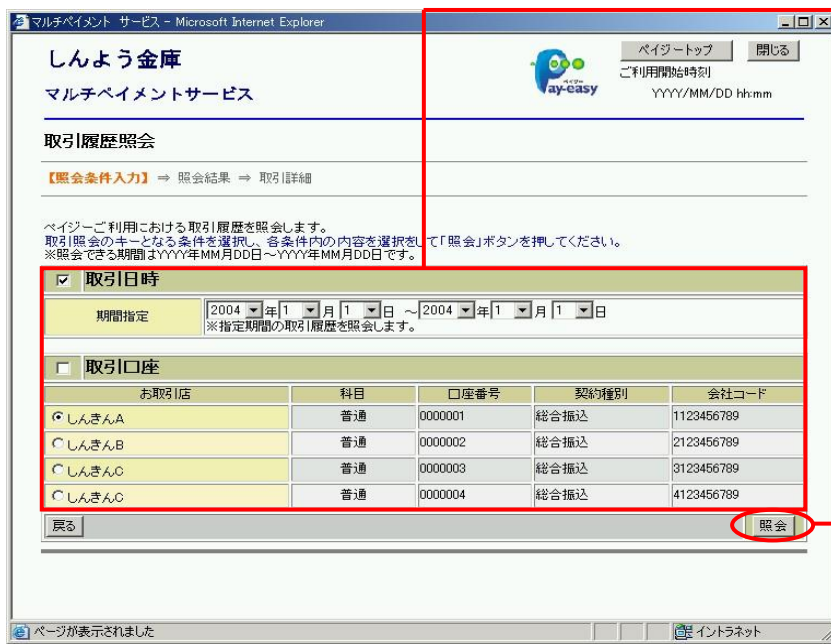 マルチペイメント サービス - Microsoft Internet Explorer
しんよう金庫
マルチペイメントサービス
Pay-easy
ペイジー
ペイジートップ 閉じる
ご利用開始時刻
YYYY/MM/DD hh:mm
取引履歴照会
【照会条件入力】 ⇒ 照会結果 ⇒ 取引詳細
ペイジーご利用における取引履歴を照会します。
取引照会のキーとなる条件を選択し、各条件内の内容を選択をして「照会」ボタンを押してください。
※照会できる期間はYYYY年MM月DD日～YYYY年MM月DD日です。
取引日時
期間指定 2004 年 1 月 1 日 ～ 2004 年 1 月 1 日
※指定期間の取引履歴を照会します。
取引口座
お取引店 科目 口座番号 契約種別 会社コード
しんきんA 普通 0000001 総合振込 1123456789
しんきんB 普通 0000002 総合振込 2123456789
しんきんC 普通 0000003 総合振込 3123456789
しんきんC 普通 0000004 総合振込 4123456789
戻る 照会
ページが表示されました イントラネット